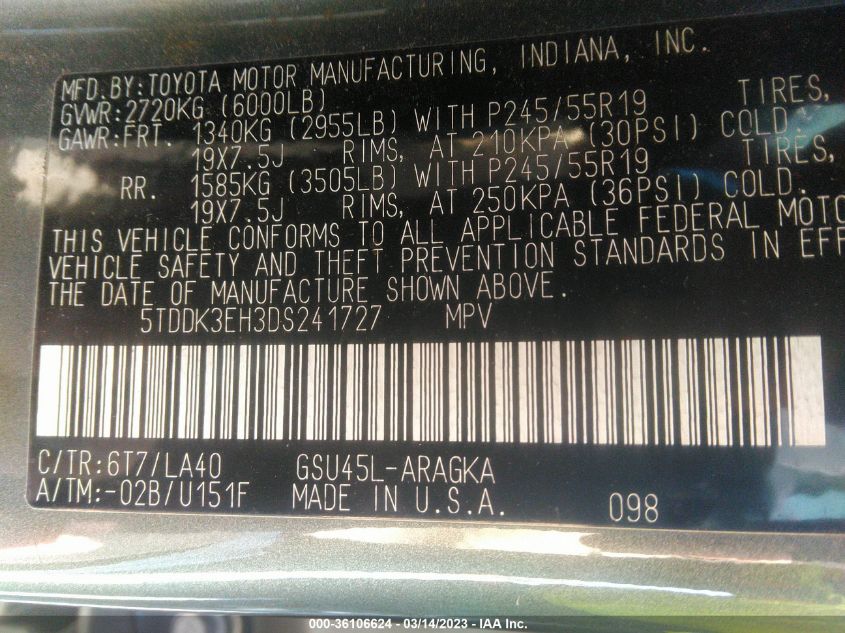 MFD.BY:TOYOTA MOTOR MANUFACTURING, INDIANA, INC.
GVWR:2720KG (6000LB)
GAWR:FRT. 1340KG (2955LB) WITH P245/55R19 TIRES,
19X7.5J RIMS, AT 210KPA (30PSI) COLD.
RR. 1585KG (3505LB) WITH P245/55R19 TIRES,
19X7.5J RIMS, AT 250KPA (36PSI) COLD.
THIS VEHICLE CONFORMS TO ALL APPLICABLE FEDERAL MOTO
VEHICLE SAFETY AND THEFT PREVENTION STANDARDS IN EFF
THE DATE OF MANUFACTURE SHOWN ABOVE.
5TDDK3EH3DS241727 MPV
C/TR:6T7/LA40 GSU45L-ARAGKA
A/TM:-02B/U151F MADE IN U.S.A. 098
000-36106624 - 03/14/2023 - IAA Inc.